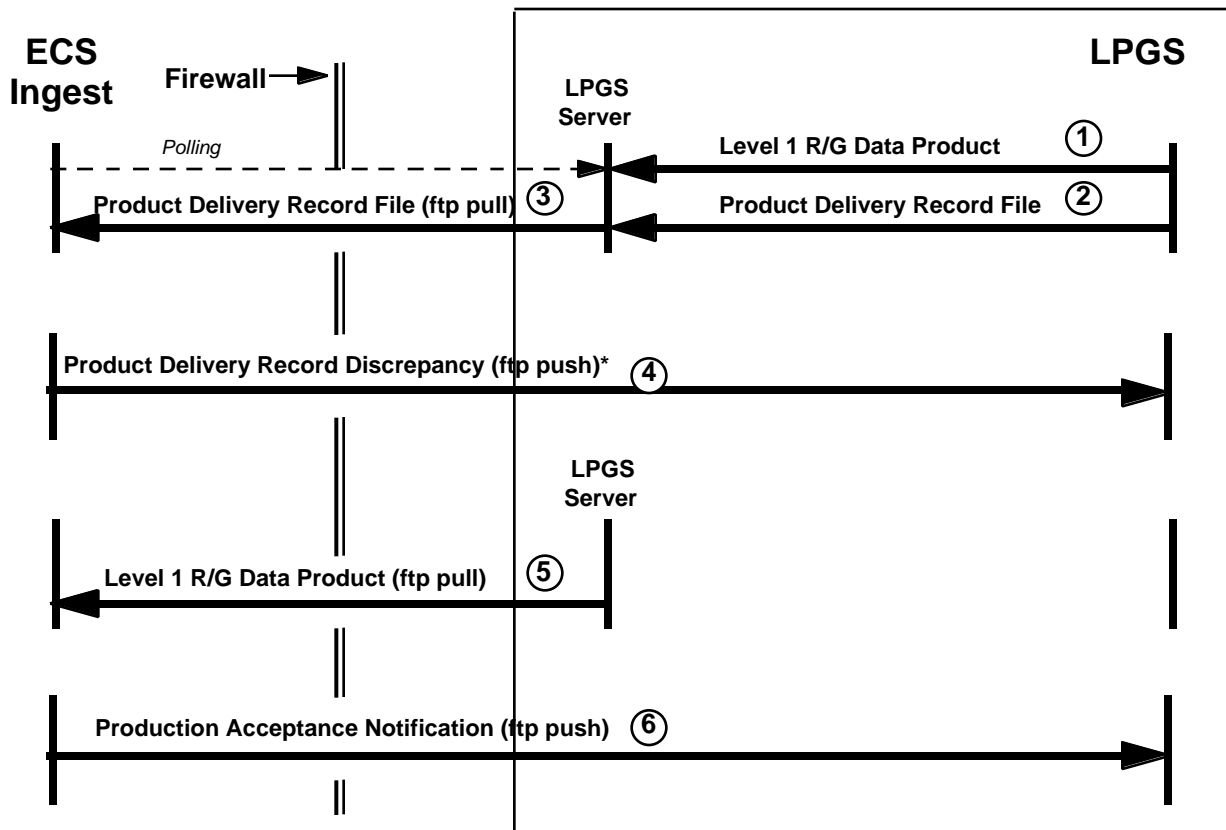 ECS
Ingest
Firewall
LPGS
Server
LPGS
Polling
Level 1 R/G Data Product
1
Product Delivery Record File (ftp pull)
3
Product Delivery Record File
2
Product Delivery Record Discrepancy (ftp push)*
4
LPGS
Server
Level 1 R/G Data Product (ftp pull)
5
Production Acceptance Notification (ftp push)
6